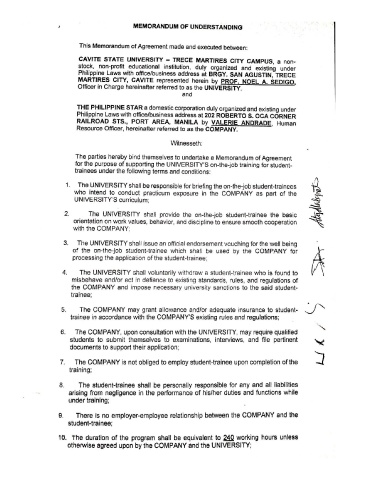 MEMORANDUM OF UNDERSTANDING
This Memorandum of Agreement made and executed between:
CAVITE STATE UNIVERSITY – TRECE MARTIRES CITY CAMPUS, a non-
stock, non-profit educational institution, duly organized and existing under
Philippine Laws with office/business address at BRGY. SAN AGUSTIN, TRECE
MARTIRES CITY, CAVITE represented herein by PROF. NOEL A. SEDIGO,
Officer in Charge hereinafter referred to as the UNIVERSITY.
and
THE PHILIPPINE STAR a domestic corporation duly organized and existing under
Philippine Laws with office/business address at 202 ROBERTO S. OCA CORNER
RAILROAD STS., PORT AREA, MANILA by VALERIE ANDRADE, Human
Resource Officer, hereinafter referred to as the COMPANY.
Witnesseth:
The parties hereby bind themselves to undertake a Memorandum of Agreement
for the purpose of supporting the UNIVERSITY'S on-the-job training for student-
trainees under the following terms and conditions:
1. The UNIVERSITY shall be responsible for briefing the on-the-job student-trainees
who intend to conduct practicum exposure in the COMPANY as part of the
UNIVERSITY'S curriculum;
2. The UNIVERSITY shall provide the on-the-job student-trainee the basic
orientation on work values, behavior, and discipline to ensure smooth cooperation
with the COMPANY;
3. The UNIVERSITY shall issue an official endorsement vouching for the well being
of the on-the-job student-trainee which shall be used by the COMPANY for
processing the application of the student-trainee;
4. The UNIVERSITY shall voluntarily withdraw a student-trainee who is found to
misbehave and/or act in defiance to existing standards, rules, and regulations of
the COMPANY and impose necessary university sanctions to the said student-
trainee;
5. The COMPANY may grant allowance and/or adequate insurance to student-
trainee in accordance with the COMPANY'S existing rules and regulations;
6. The COMPANY, upon consultation with the UNIVERSITY, may require qualified
students to submit themselves to examinations, interviews, and file pertinent
documents to support their application;
7. The COMPANY is not obliged to employ student-trainee upon completion of the
training;
8. The student-trainee shall be personally responsible for any and all liabilities
arising from negligence in the performance of his/her duties and functions while
under training;
9. There is no employer-employee relationship between the COMPANY and the
student-trainee;
10. The duration of the program shall be equivalent to 240 working hours unless
otherwise agreed upon by the COMPANY and the UNIVERSITY;